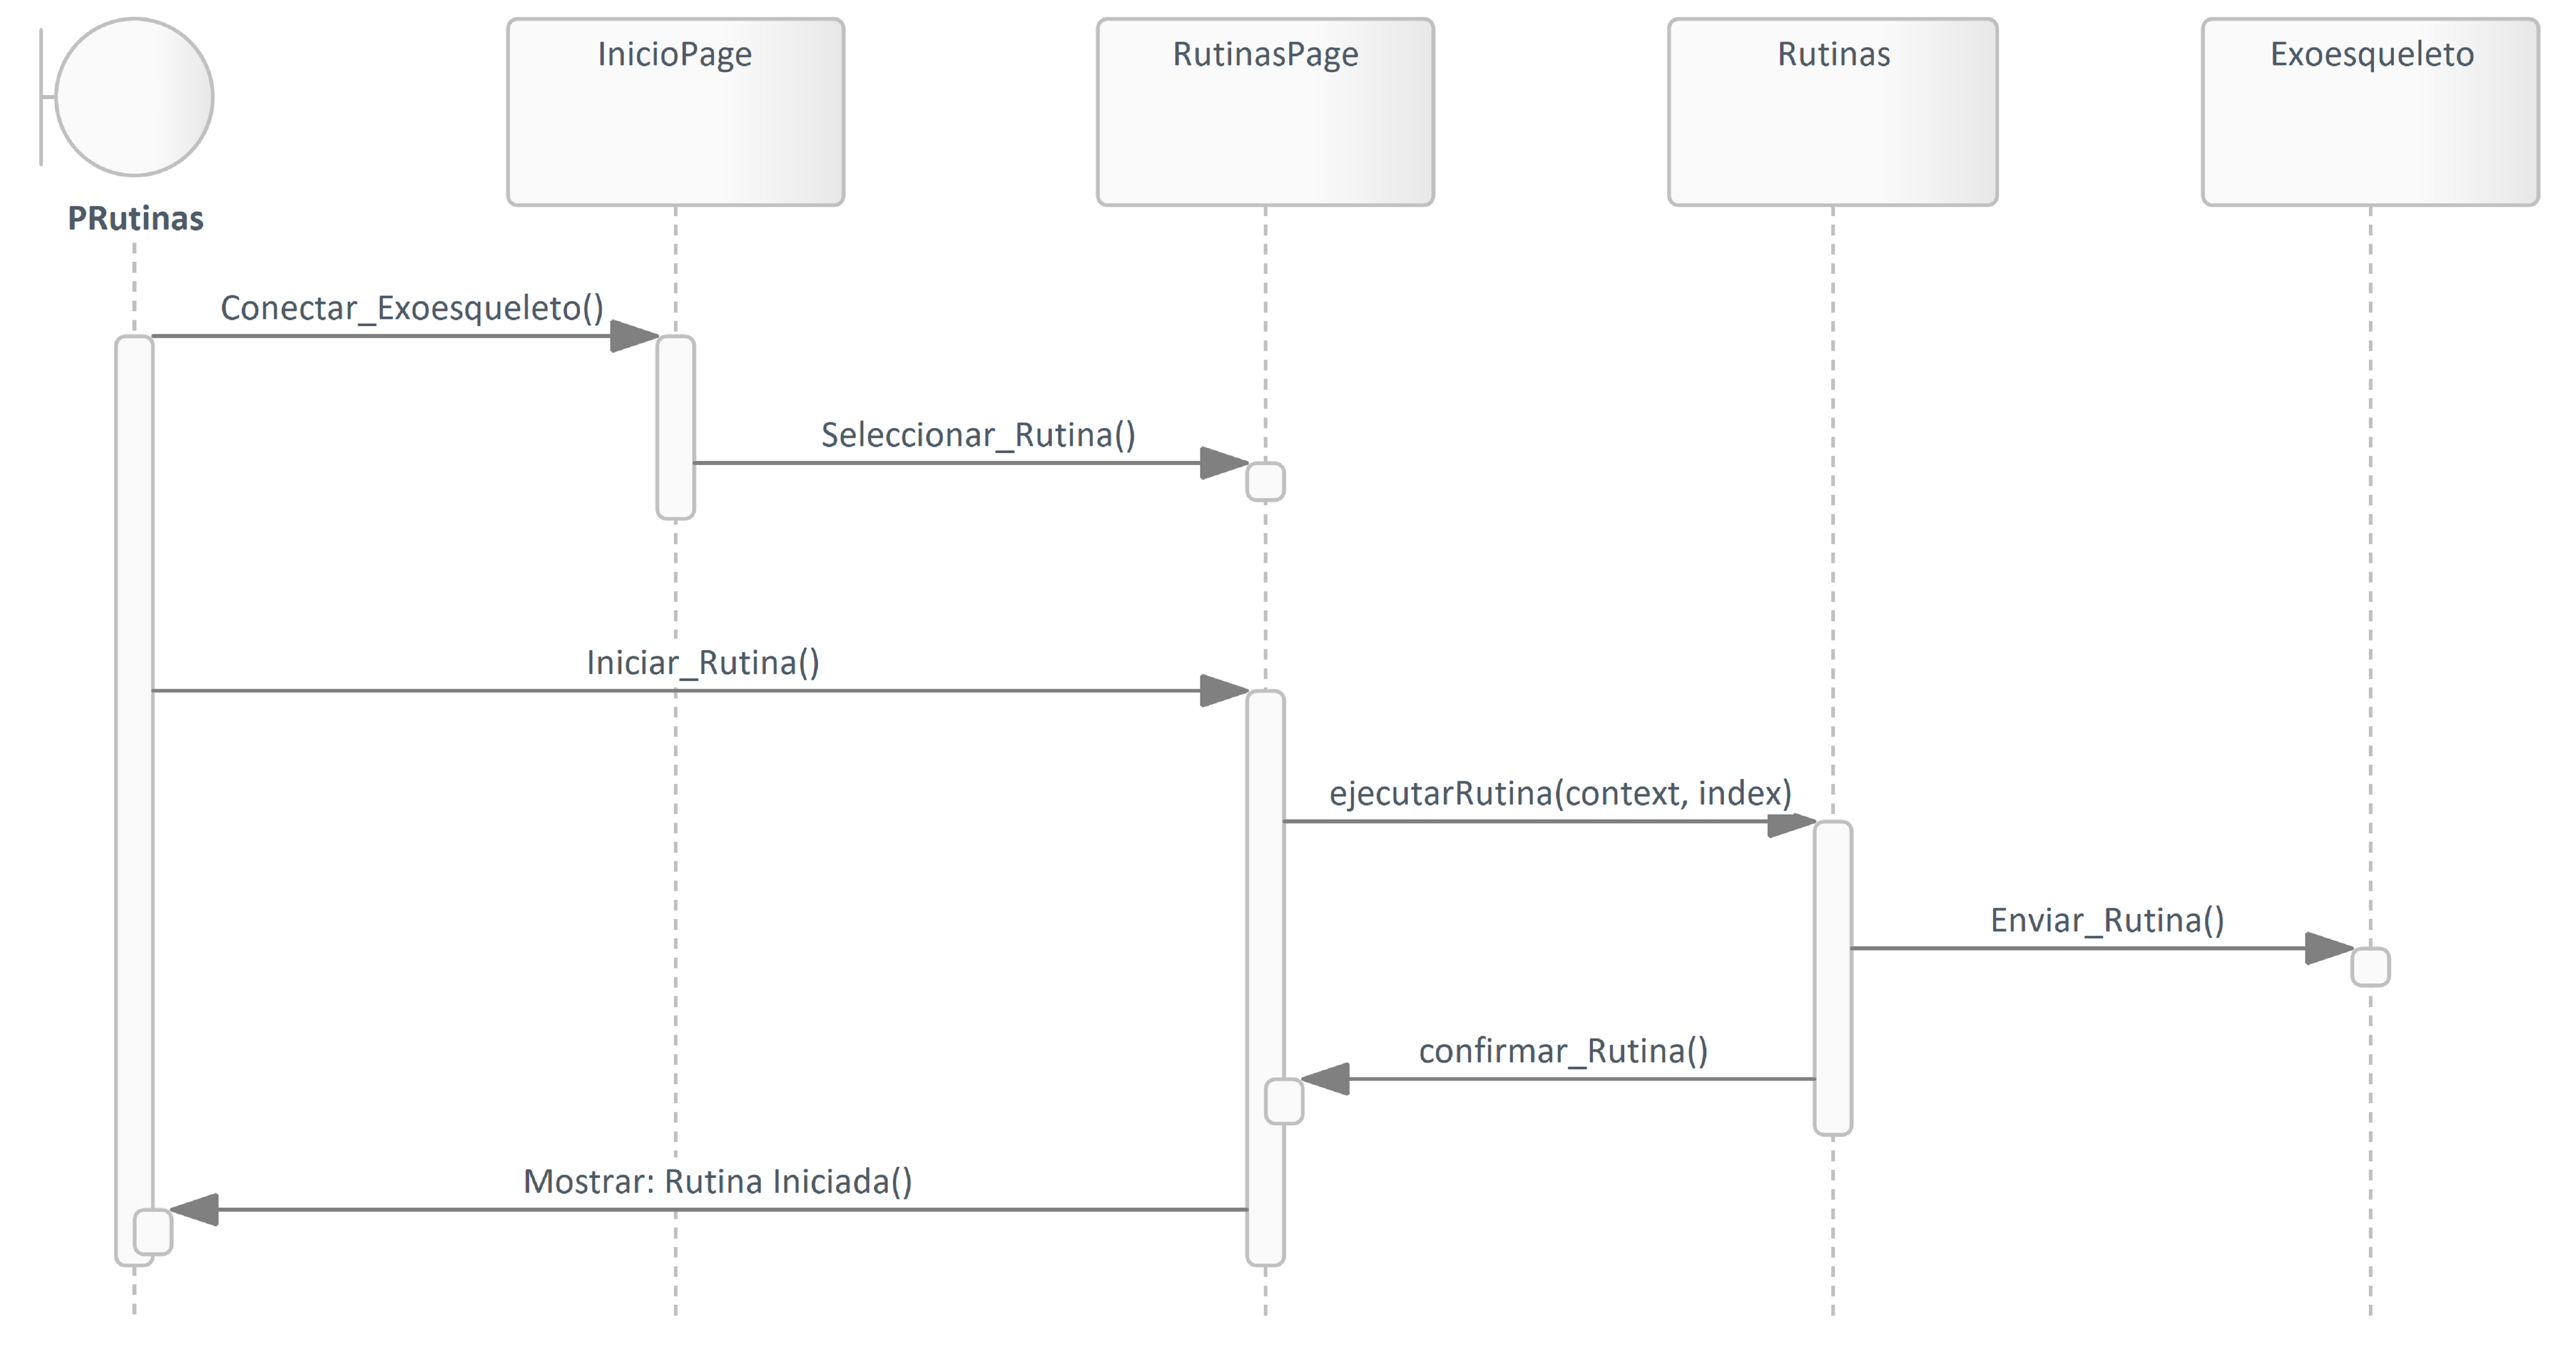 InicioPage
RutinasPage
Rutinas
Exoesqueleto
PRutinas
Conectar_Exoesqueleto()
Seleccionar_Rutina()
Iniciar_Rutina()
ejecutarRutina(context, index)
Enviar_Rutina()
confirmar_Rutina()
Mostrar: Rutina Iniciada()